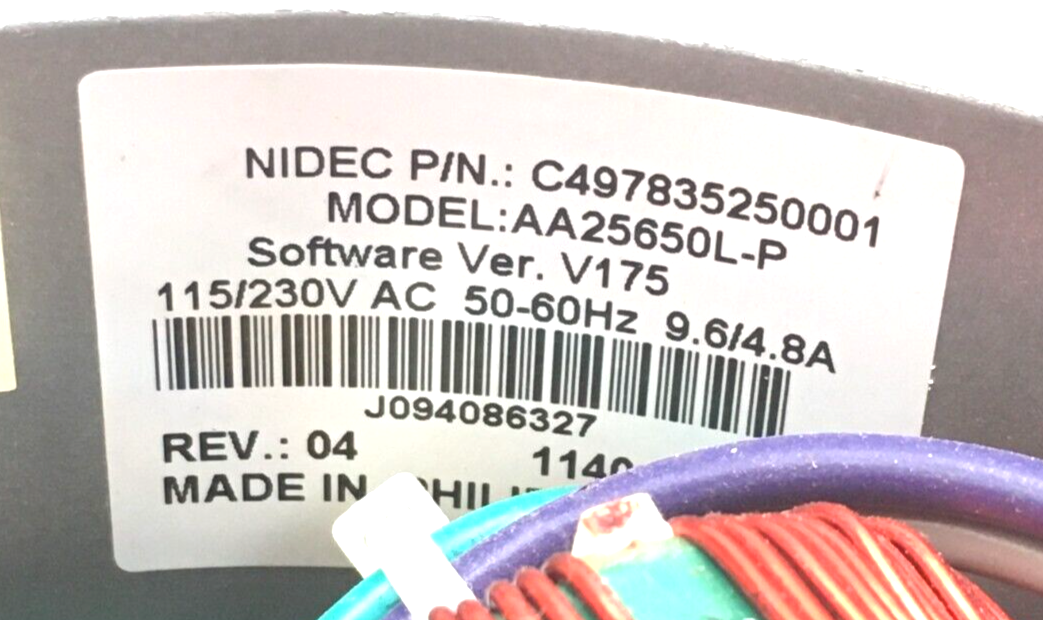 NIDEC P/N.: C497835250001
MODEL:AA25650L-P
Software Ver. V175
115/230V AC 50-60Hz 9.6/4.8A
J094086327
REV.: 04
MADE IN